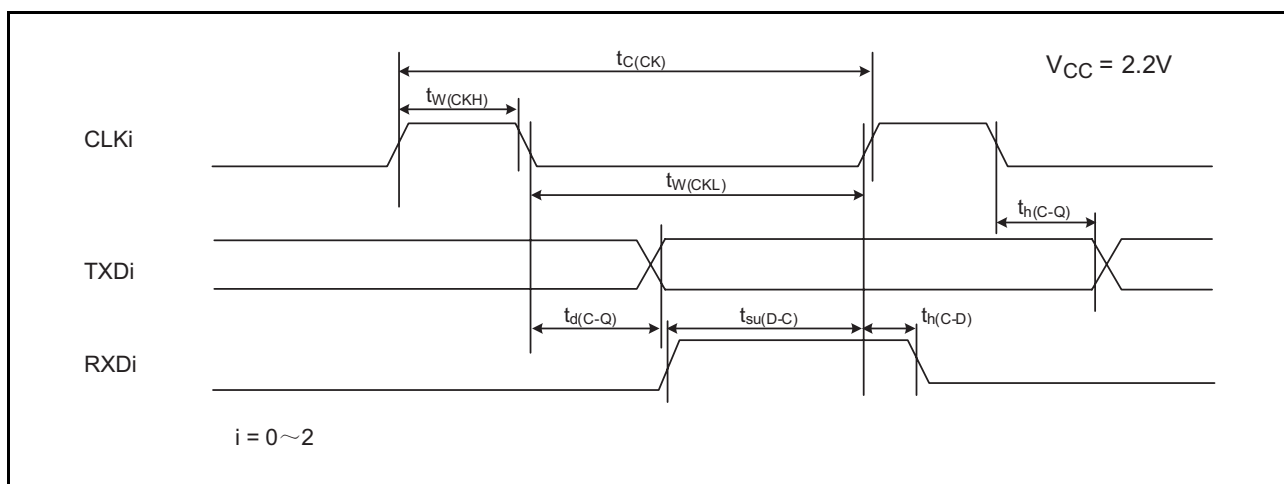 tC(CK)
VCC = 2.2V
tW(CKH)
CLKi
tW(CKL)
th(C-Q)
TXDi
td(C-Q)
tsu(D-C)
th(C-D)
RXDi
i = 0～2